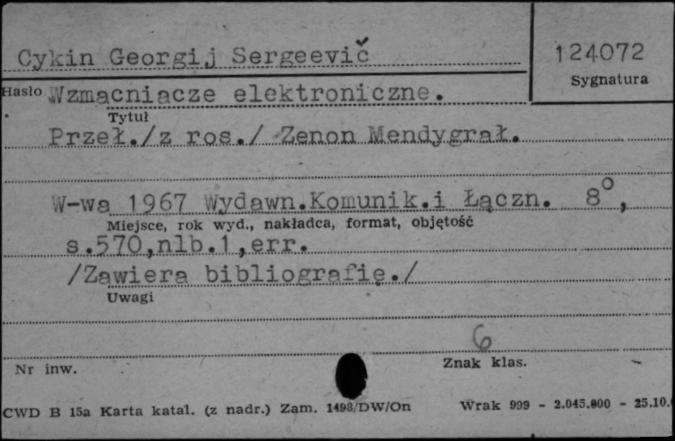 Cykin Georgij Sergeevič
124072
Sygnatura
Hasło Wzmacniacze elektroniczne.
Tytuł
Przeł./z ros./ Zenon Mendygrał.
W-wa 1967 Wydawn.Komunik.i Łączn. 8°,
Miejsce, rok wyd., nakładca, format, objętość
s.570,nlb.1,err.
/Zawiera bibliografię./
Uwagi
6
Nr inw.
Znak klas.
CWD B 15a Karta katal. (z nadr.) Zam. 1493/DW/On Wrak 999 - 2.045.000 - 25.10.